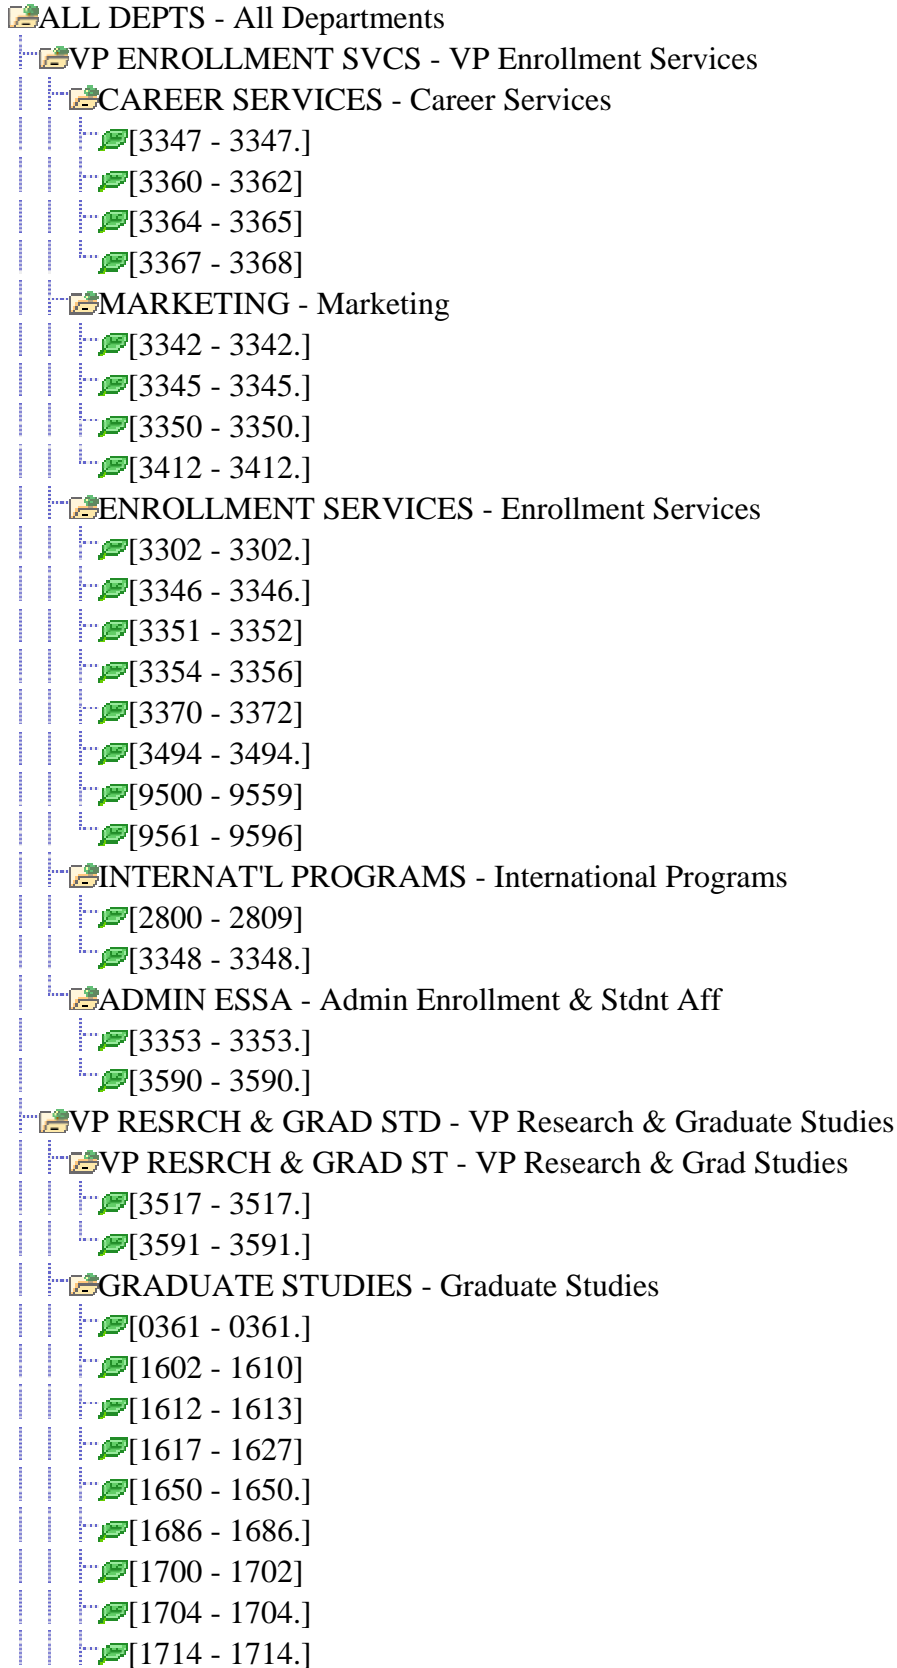 ALL DEPTS - All Departments
VP ENROLLMENT SVCS - VP Enrollment Services
CAREER SERVICES - Career Services
[3347 - 3347.]
[3360 - 3362]
[3364 - 3365]
[3367 - 3368]
MARKETING - Marketing
[3342 - 3342.]
[3345 - 3345.]
[3350 - 3350.]
[3412 - 3412.]
ENROLLMENT SERVICES - Enrollment Services
[3302 - 3302.]
[3346 - 3346.]
[3351 - 3352]
[3354 - 3356]
[3370 - 3372]
[3494 - 3494.]
[9500 - 9559]
[9561 - 9596]
INTERNAT'L PROGRAMS - International Programs
[2800 - 2809]
[3348 - 3348.]
ADMIN ESSA - Admin Enrollment & Stdnt Aff
[3353 - 3353.]
[3590 - 3590.]
VP RESRCH & GRAD STD - VP Research & Graduate Studies
VP RESRCH & GRAD ST - VP Research & Grad Studies
[3517 - 3517.]
[3591 - 3591.]
GRADUATE STUDIES - Graduate Studies
[0361 - 0361.]
[1602 - 1610]
[1612 - 1613]
[1617 - 1627]
[1650 - 1650.]
[1686 - 1686.]
[1700 - 1702]
[1704 - 1704.]
[1714 - 1714.]